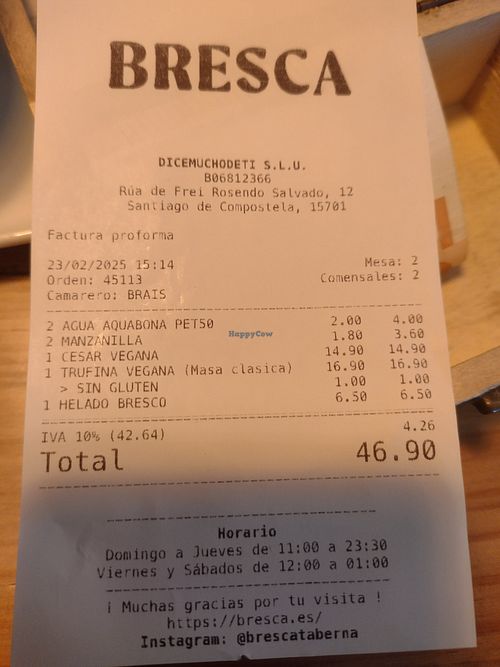 BRESCA
DICEMUCHODETI S.L.U.
B06812366
Rúa de Frei Rosendo Salvado, 12
Santiago de Compostela, 15701
Factura proforma
23/02/2025 15:14 Mesa: 2
Orden: 45113 Comensales: 2
Camarero: BRAIS
2 AGUA AQUABONA PET50 2.00 4.00
2 MANZANILLA 1.80 3.60
1 CESAR VEGANA 14.90 14.90
1 TRUFINA VEGANA (Masa clasica) 16.90 16.90
> SIN GLUTEN 1.00 1.00
1 HELADO BRESCO 6.50 6.50
IVA 10% (42.64) 4.26
Total 46.90
Horario
Domingo a Jueves de 11:00 a 23:30
Viernes y Sábados de 12:00 a 01:00
¡ Muchas gracias por tu visita !
https://bresca.es/
Instagram: @brescataberna
HappyCow